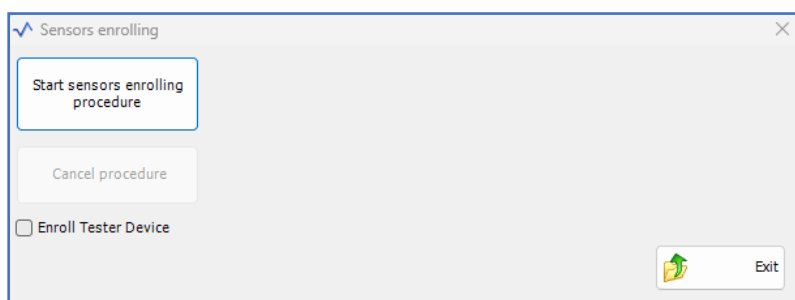 Sensors enrolling
Start sensors enrolling
procedure
Cancel procedure
Enroll Tester Device
Exit